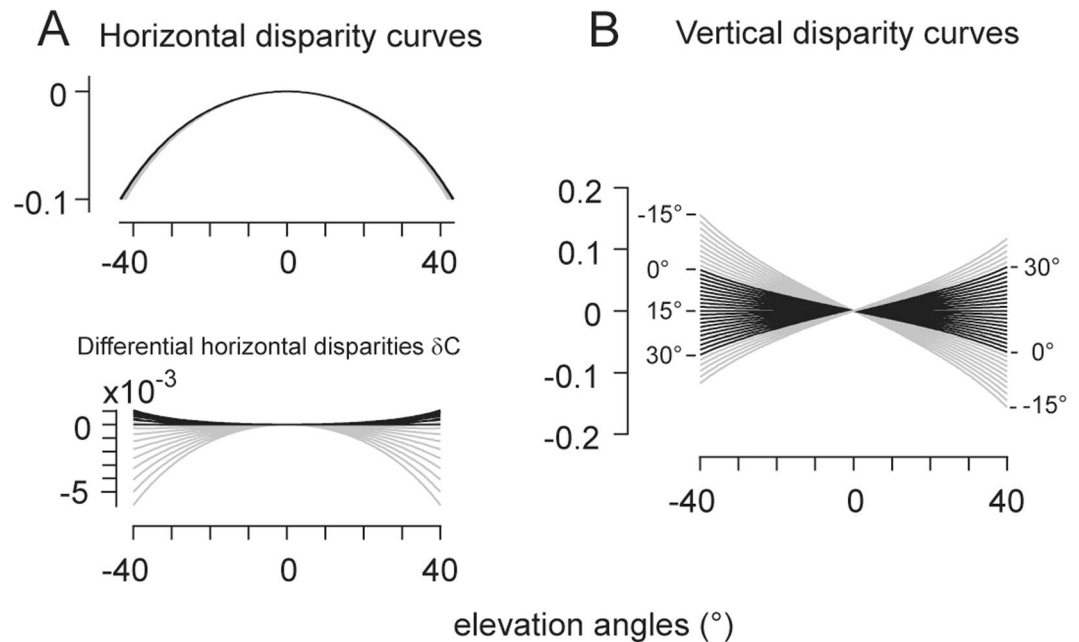 A Horizontal disparity curves
0
-0.1
-40 0 40
Differential horizontal disparities δC
x10-3
0
-5
-40 0 40
B Vertical disparity curves
0.2
0.1
0
-0.1
-0.2
-15°
0°
15°
30°
30°
0°
-15°
-40 0 40
elevation angles (°)